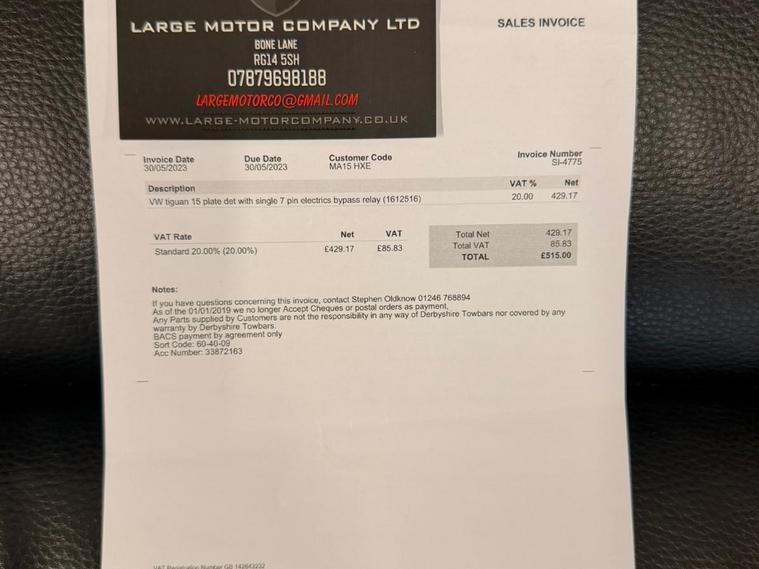 LARGE MOTOR COMPANY LTD
BONE LANE
RG14 5SH
07879698188
LARGEMOTORCO@GMAIL.COM
WWW.LARGE-MOTORCOMPANY.CO.UK
SALES INVOICE
Invoice Date Due Date Customer Code Invoice Number
30/05/2023 30/05/2023 MA15 HXE SI-4775
Description VAT % Net
VW tiguan 15 plate det with single 7 pin electrics bypass relay (1612516) 20.00 429.17
VAT Rate Net VAT
Standard 20.00% (20.00%) £429.17 £85.83
Total Net 429.17
Total VAT 85.83
TOTAL £515.00
Notes:
If you have questions concerning this invoice, contact Stephen Oldknow 01246 768894
As of the 01/01/2019 we no longer Accept Cheques or postal orders as payment,
Any Parts supplied by Customers are not the responsibility in any way of Derbyshire Towbars nor covered by any
warranty by Derbyshire Towbars.
BACS payment by agreement only
Sort Code: 60-40-09
Acc Number: 33872163
VAT Registration Number GB 142643232